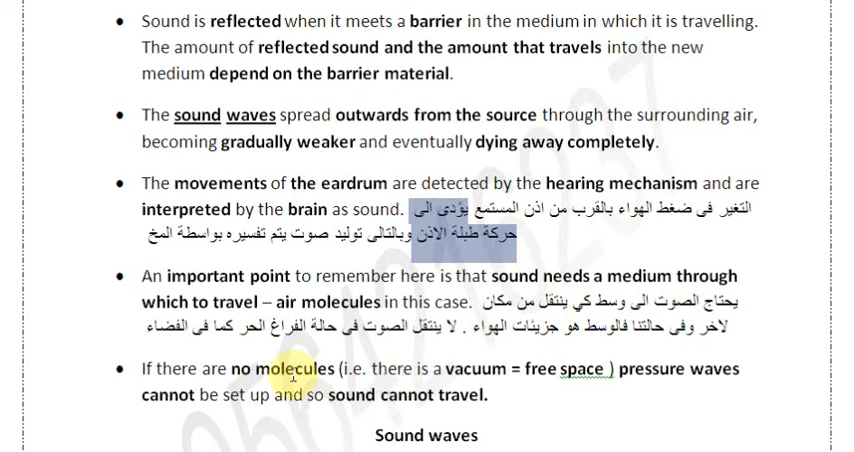 • Sound is reflected when it meets a barrier in the medium in which it is travelling.
The amount of reflected sound and the amount that travels into the new
medium depend on the barrier material.
• The sound waves spread outwards from the source through the surrounding air,
becoming gradually weaker and eventually dying away completely.
• The movements of the eardrum are detected by the hearing mechanism and are
interpreted by the brain as sound. التغير فى ضغط الهواء بالقرب من اذن المستمع يؤدى الى
حركة طبلة الاذن وبالتالى توليد صوت يتم تفسيره بواسطة المخ
• An important point to remember here is that sound needs a medium through
which to travel – air molecules in this case. يحتاج الصوت الى وسط كي ينتقل من مكان
لاخر وفى حالتنا فالوسط هو جزيئات الهواء . لا ينتقل الصوت فى حالة الفراغ الحر كما فى الفضاء
• If there are no molecules (i.e. there is a vacuum = free space ) pressure waves
cannot be set up and so sound cannot travel.
Sound waves